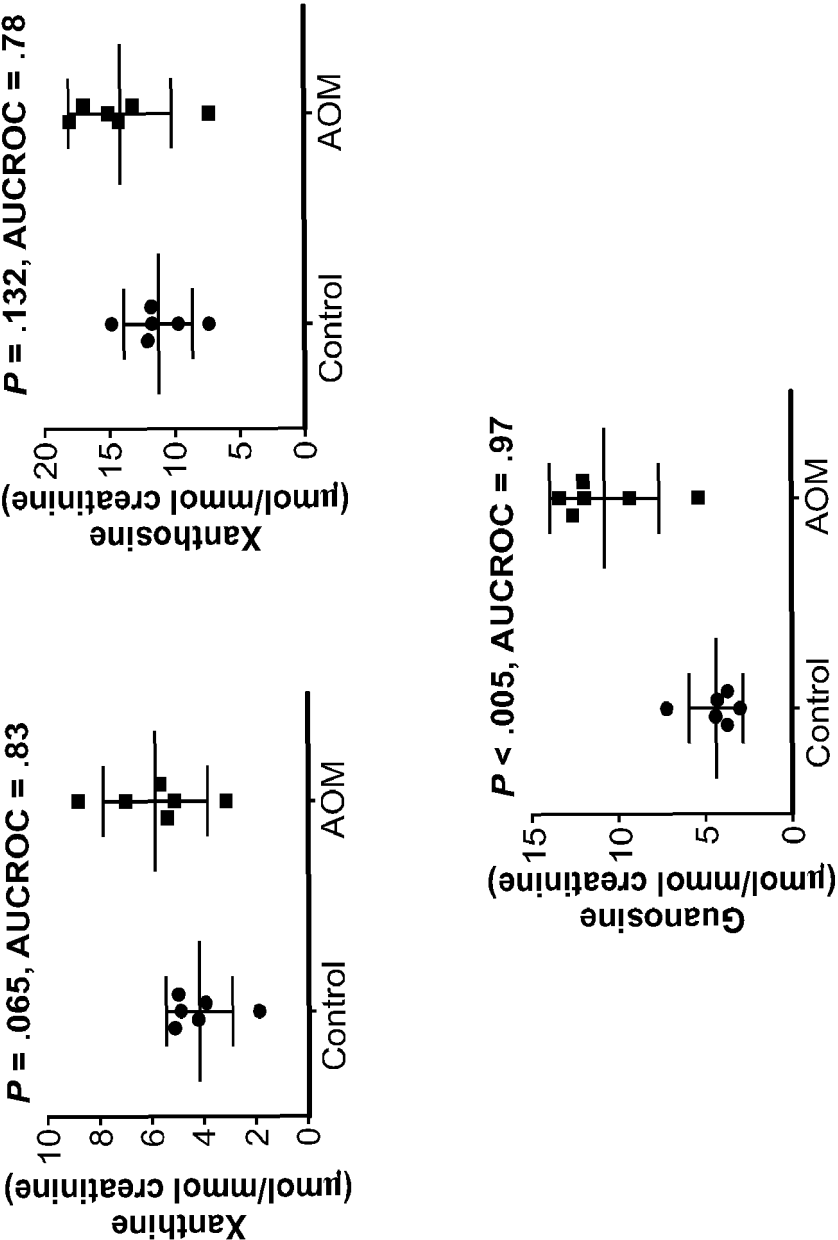 P = .065, AUCROC = .83
Xanthine
(µmol/mmol creatinine)
10
8
6
4
2
0
Control
AOM
P = .132, AUCROC = .78
Xanthosine
(µmol/mmol creatinine)
20
15
10
5
0
Control
AOM
P < .005, AUCROC = .97
Guanosine
(µmol/mmol creatinine)
15
10
5
0
Control
AOM